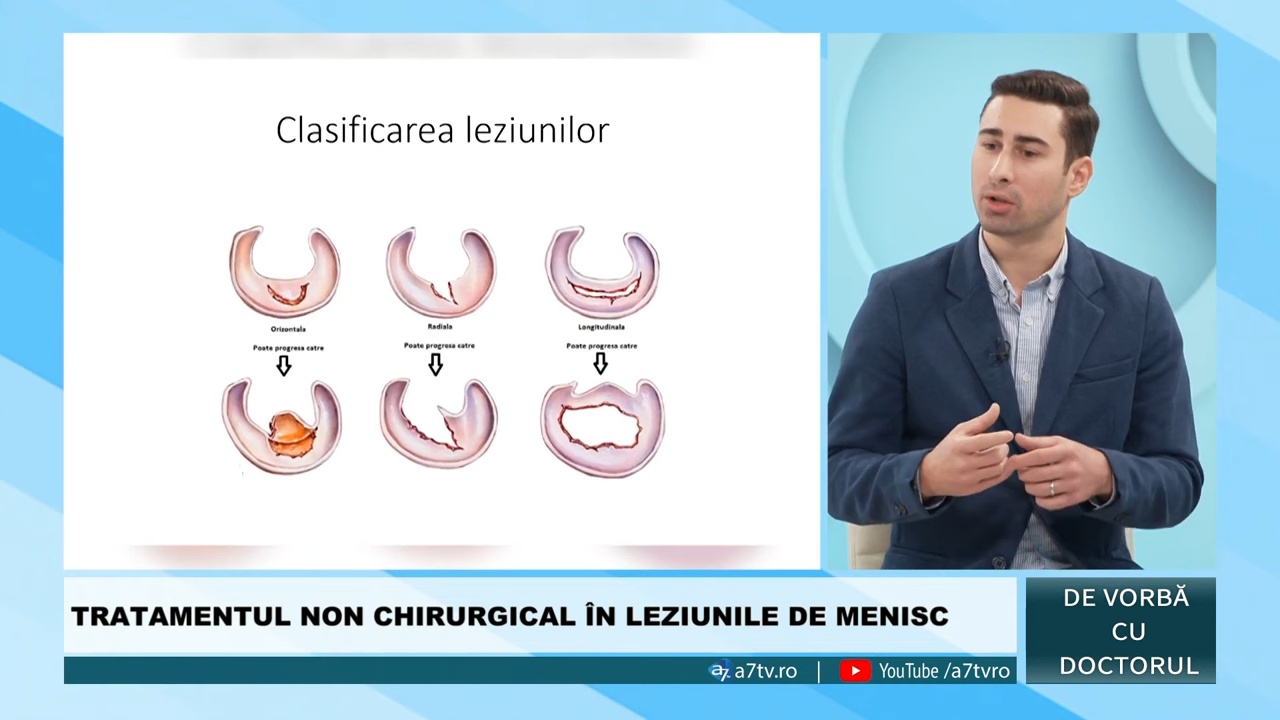 Clasificarea leziunilor
Orizontala
Radiala
Longitudinala
Poate progresa catre
Poate progresa catre
Poate progresa catre
TRATAMENTUL NON CHIRURGICAL ÎN LEZIUNILE DE MENISC
DE VORBĂ
CU
DOCTORUL
a7 a7tv.ro | YouTube /a7tvro